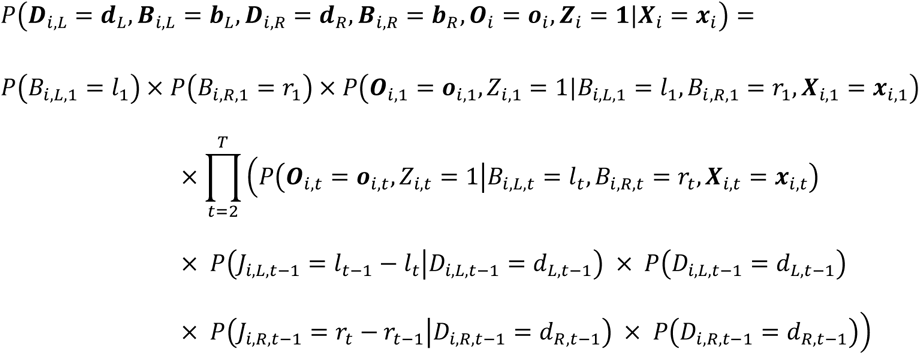 P(𝑫_{i,L} = 𝒅_L, 𝑩_{i,L} = 𝒃_L, 𝑫_{i,R} = 𝒅_R, 𝑩_{i,R} = 𝒃_R, 𝑶_i = 𝒐_i, 𝒁_i = 𝟏|𝑿_i = 𝒙_i) =
P(B_{i,L,1} = l_1) × P(B_{i,R,1} = r_1) × P(𝑶_{i,1} = 𝒐_{i,1}, Z_{i,1} = 1|B_{i,L,1} = l_1, B_{i,R,1} = r_1, 𝑿_{i,1} = 𝒙_{i,1})
× ∏_{t=2}^{T} (P(𝑶_{i,t} = 𝒐_{i,t}, Z_{i,t} = 1|B_{i,L,t} = l_t, B_{i,R,t} = r_t, 𝑿_{i,t} = 𝒙_{i,t})
× P(J_{i,L,t−1} = l_{t−1} − l_t|D_{i,L,t−1} = d_{L,t−1}) × P(D_{i,L,t−1} = d_{L,t−1})
× P(J_{i,R,t−1} = r_t − r_{t−1}|D_{i,R,t−1} = d_{R,t−1}) × P(D_{i,R,t−1} = d_{R,t−1}))